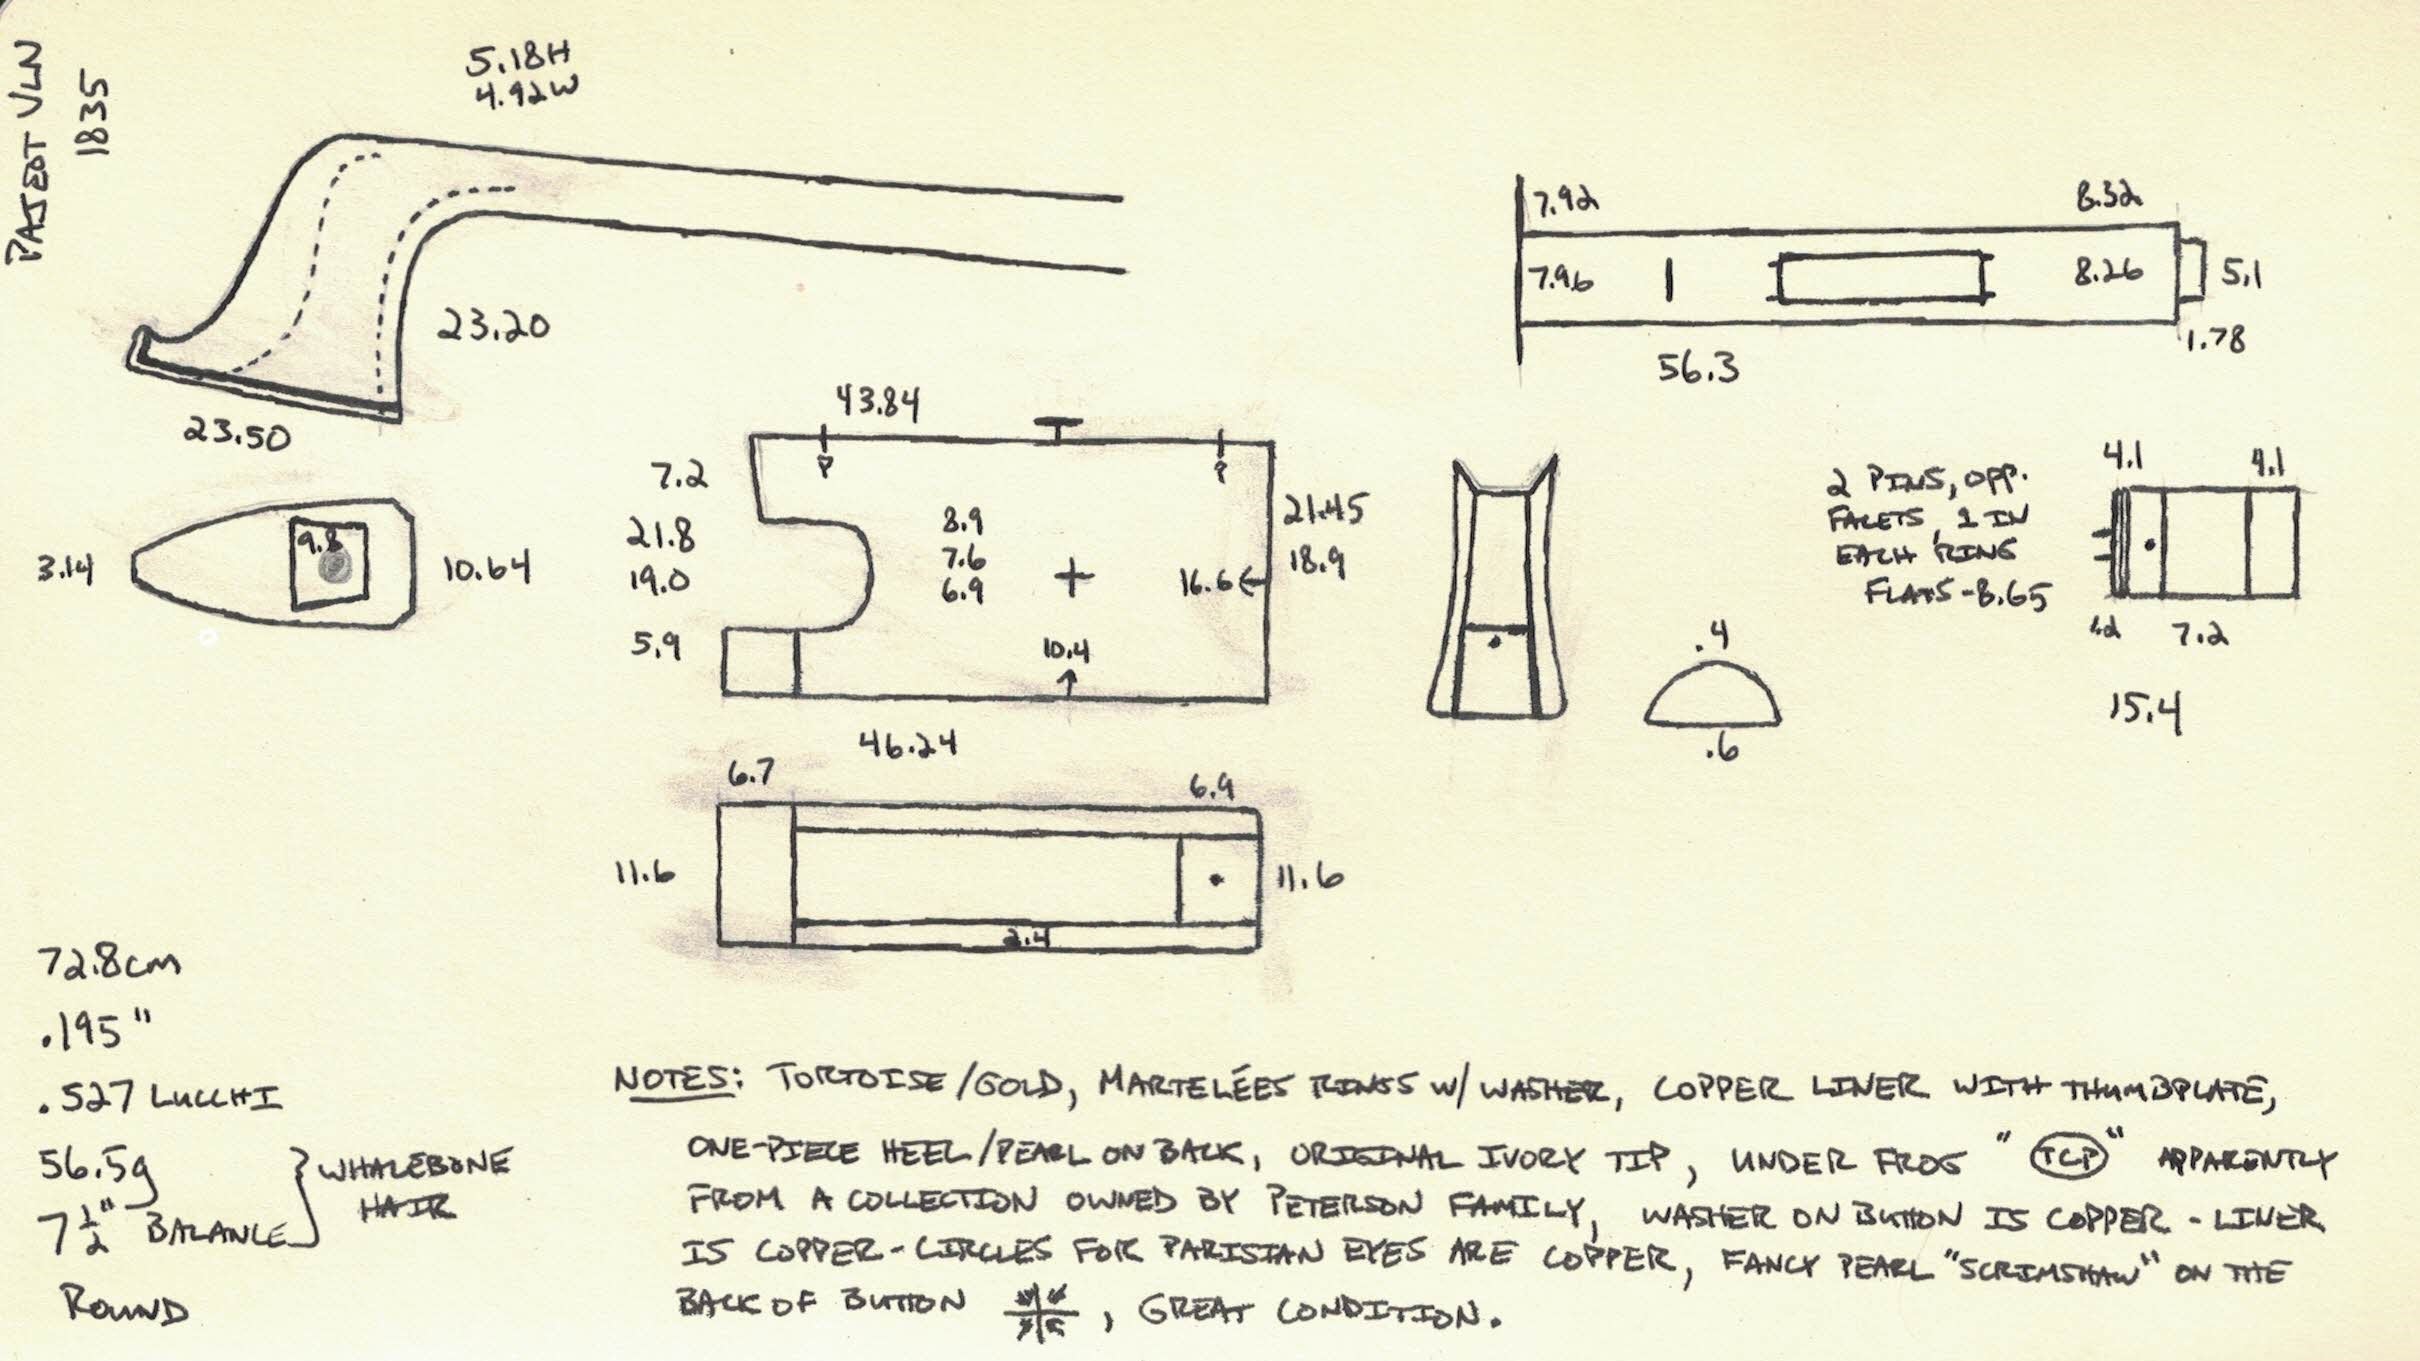 PAJEOT VLN
1835
5.18H
4.92W
23.20
23.50
3.14
9.8
10.64
7.92
8.32
7.96
8.26
5.1
1.78
56.3
43.84
7.2
P
P
21.8
19.0
5.9
8.9
7.6
6.9
16.6
21.45
18.9
10.4
46.24
.4
.6
2 PINS, OPP.
FACETS, 1 IN
EACH RING
FLATS-8.65
4.1
4.1
7.2
15.4
6.7
6.9
11.6
11.6
2.4
72.8cm
.195"
.527 LUCCHI
56.5g
7 1/2" BALANCE
WHALEBONE
HAIR
ROUND
NOTES: TORTOISE/GOLD, MARTELÉES RINGS W/ WASHER, COPPER LINER WITH THUMBPLATE,
ONE-PIECE HEEL/PEARL ON BACK, ORIGINAL IVORY TIP, UNDER FROG "TCP" APPARENTLY
FROM A COLLECTION OWNED BY PETERSON FAMILY, WASHER ON BUTTON IS COPPER - LINER
IS COPPER - CIRCLES FOR PARISIAN EYES ARE COPPER, FANCY PEARL "SCRIMSHAW" ON THE
BACK OF BUTTON , GREAT CONDITION.